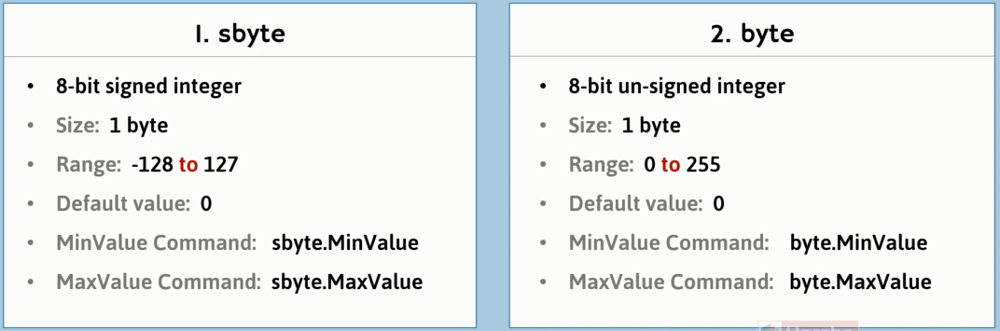 1. sbyte
• 8-bit signed integer
• Size: 1 byte
• Range: -128 to 127
• Default value: 0
• MinValue Command: sbyte.MinValue
• MaxValue Command: sbyte.MaxValue
2. byte
• 8-bit un-signed integer
• Size: 1 byte
• Range: 0 to 255
• Default value: 0
• MinValue Command: byte.MinValue
• MaxValue Command: byte.MaxValue